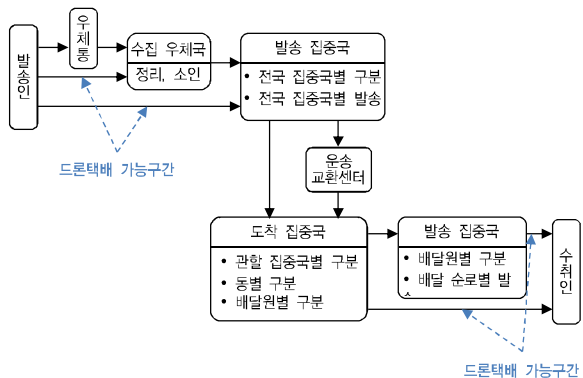 발송인
우체통
수집 우체국
정리, 소인
발송 집중국
• 전국 집중국별 구분
• 전국 집중국별 발송
드론택배 가능구간
운송
교환센터
도착 집중국
• 관할 집중국별 구분
• 동별 구분
• 배달원별 구분
발송 집중국
• 배달원별 구분
• 배달 순로별 발
수취인
드론택배 가능구간